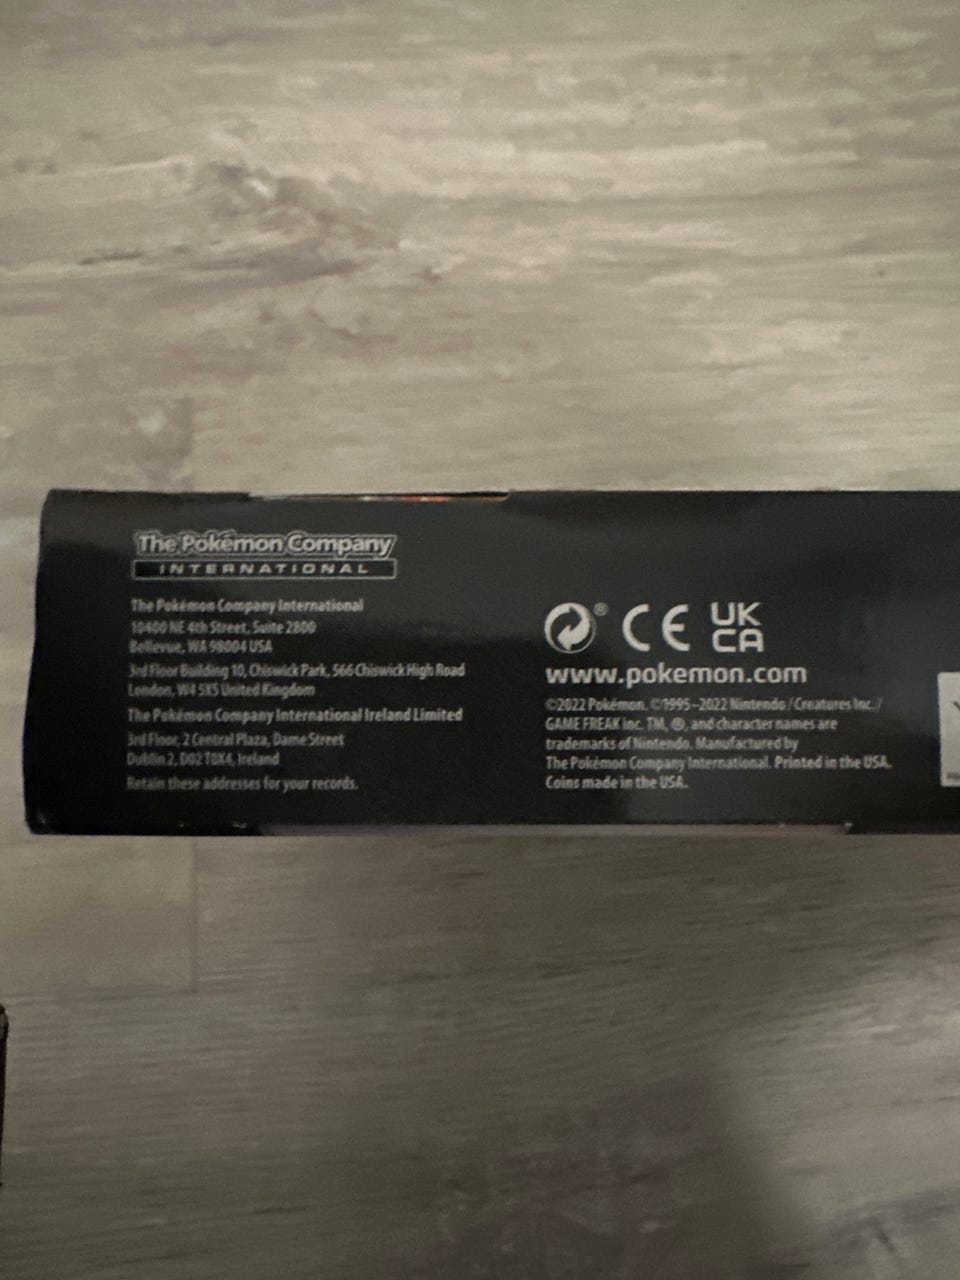 The Pokémon Company
INTERNATIONAL
The Pokémon Company International
10400 NE 4th Street, Suite 2800
Bellevue, WA 98004 USA
3rd Floor Building 10, Chiswick Park, 566 Chiswick High Road
London, W4 5XS United Kingdom
The Pokémon Company International Ireland Limited
3rd Floor, 2 Central Plaza, Dame Street
Dublin 2, D02 T0X4, Ireland
Retain these addresses for your records.
® CE UK
CA
www.pokemon.com
©2022 Pokémon. ©1995–2022 Nintendo / Creatures Inc. /
GAME FREAK inc. TM, ®, and character names are
trademarks of Nintendo. Manufactured by
The Pokémon Company International. Printed in the USA.
Coins made in the USA.